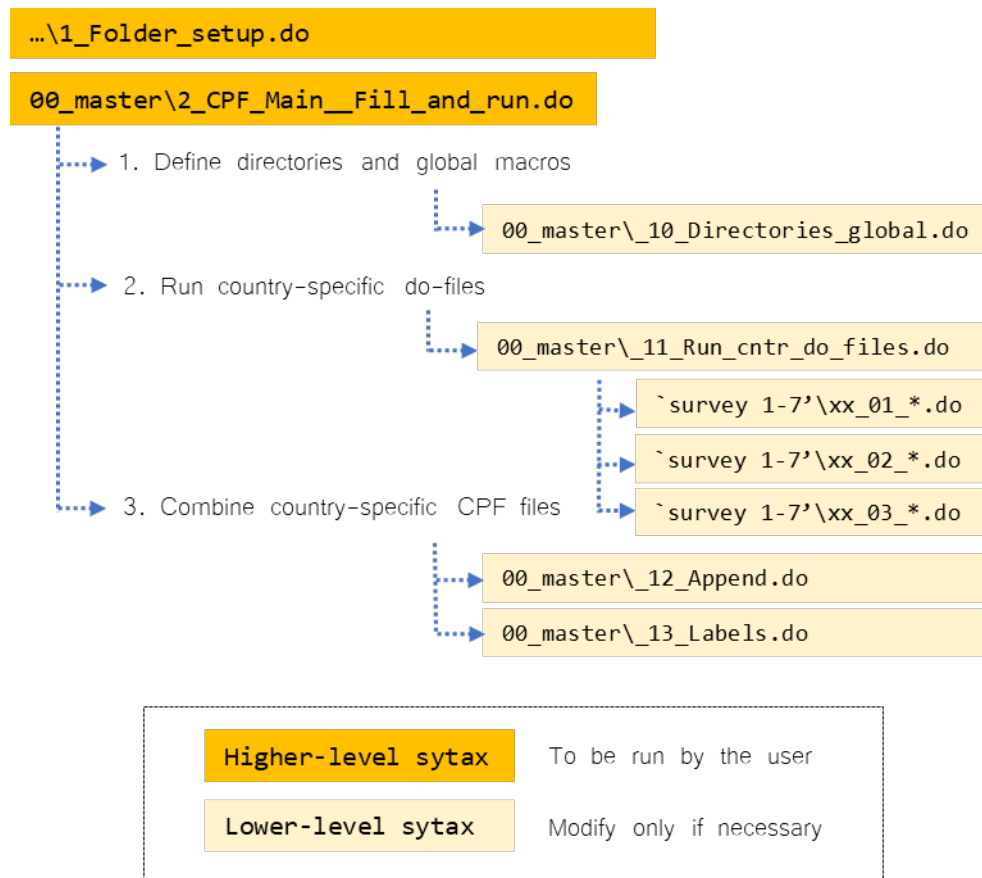 …\1_Folder_setup.do
00_master\2_CPF_Main__Fill_and_run.do
1. Define directories and global macros
00_master\_10_Directories_global.do
2. Run country-specific do-files
00_master\_11_Run_cntr_do_files.do
`survey 1-7’\xx_01_*.do
`survey 1-7’\xx_02_*.do
`survey 1-7’\xx_03_*.do
3. Combine country-specific CPF files
00_master\_12_Append.do
00_master\_13_Labels.do
Higher-level sytax
To be run by the user
Lower-level sytax
Modify only if necessary